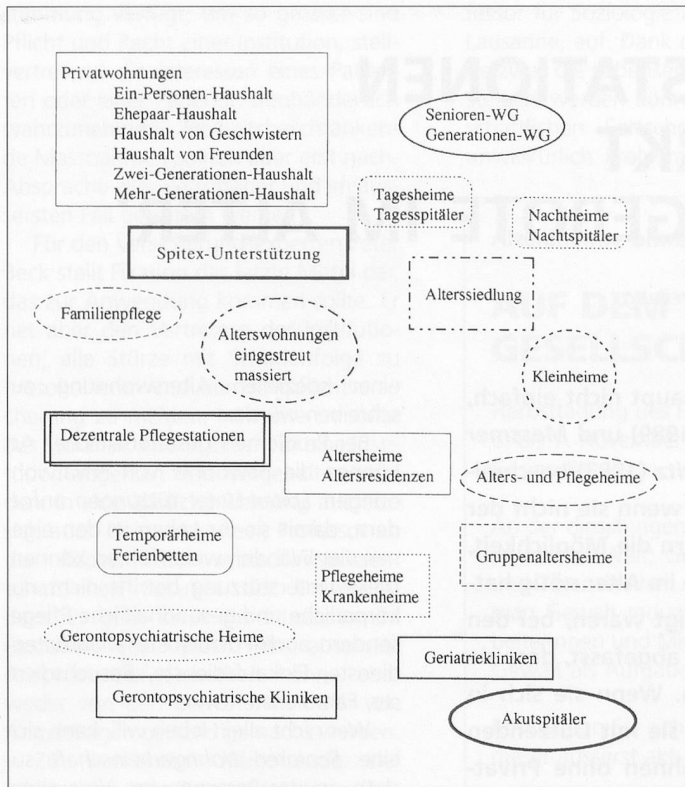 Privatwohnungen
Ein-Personen-Haushalt
Ehepaar-Haushalt
Haushalt von Geschwistern
Haushalt von Freunden
Zwei-Generationen-Haushalt
Mehr-Generationen-Haushalt
Senioren-WG
Generationen-WG
Tagesheime
Tagesspitäler
Nachtheime
Nachtspitäler
Spitex-Unterstützung
Alterssiedlung
Familienpflege
Alterswohnungen
eingestreut
massiert
Kleinheime
Dezentrale Pflegestationen
Altersheime
Altersresidenzen
Alters- und Pflegeheime
Temporärheime
Ferienbetten
Gruppenaltersheime
Pflegeheime
Krankenheime
Gerontopsychiatrische Heime
Geriatriekliniken
Gerontopsychiatrische Kliniken
Akutspitäler